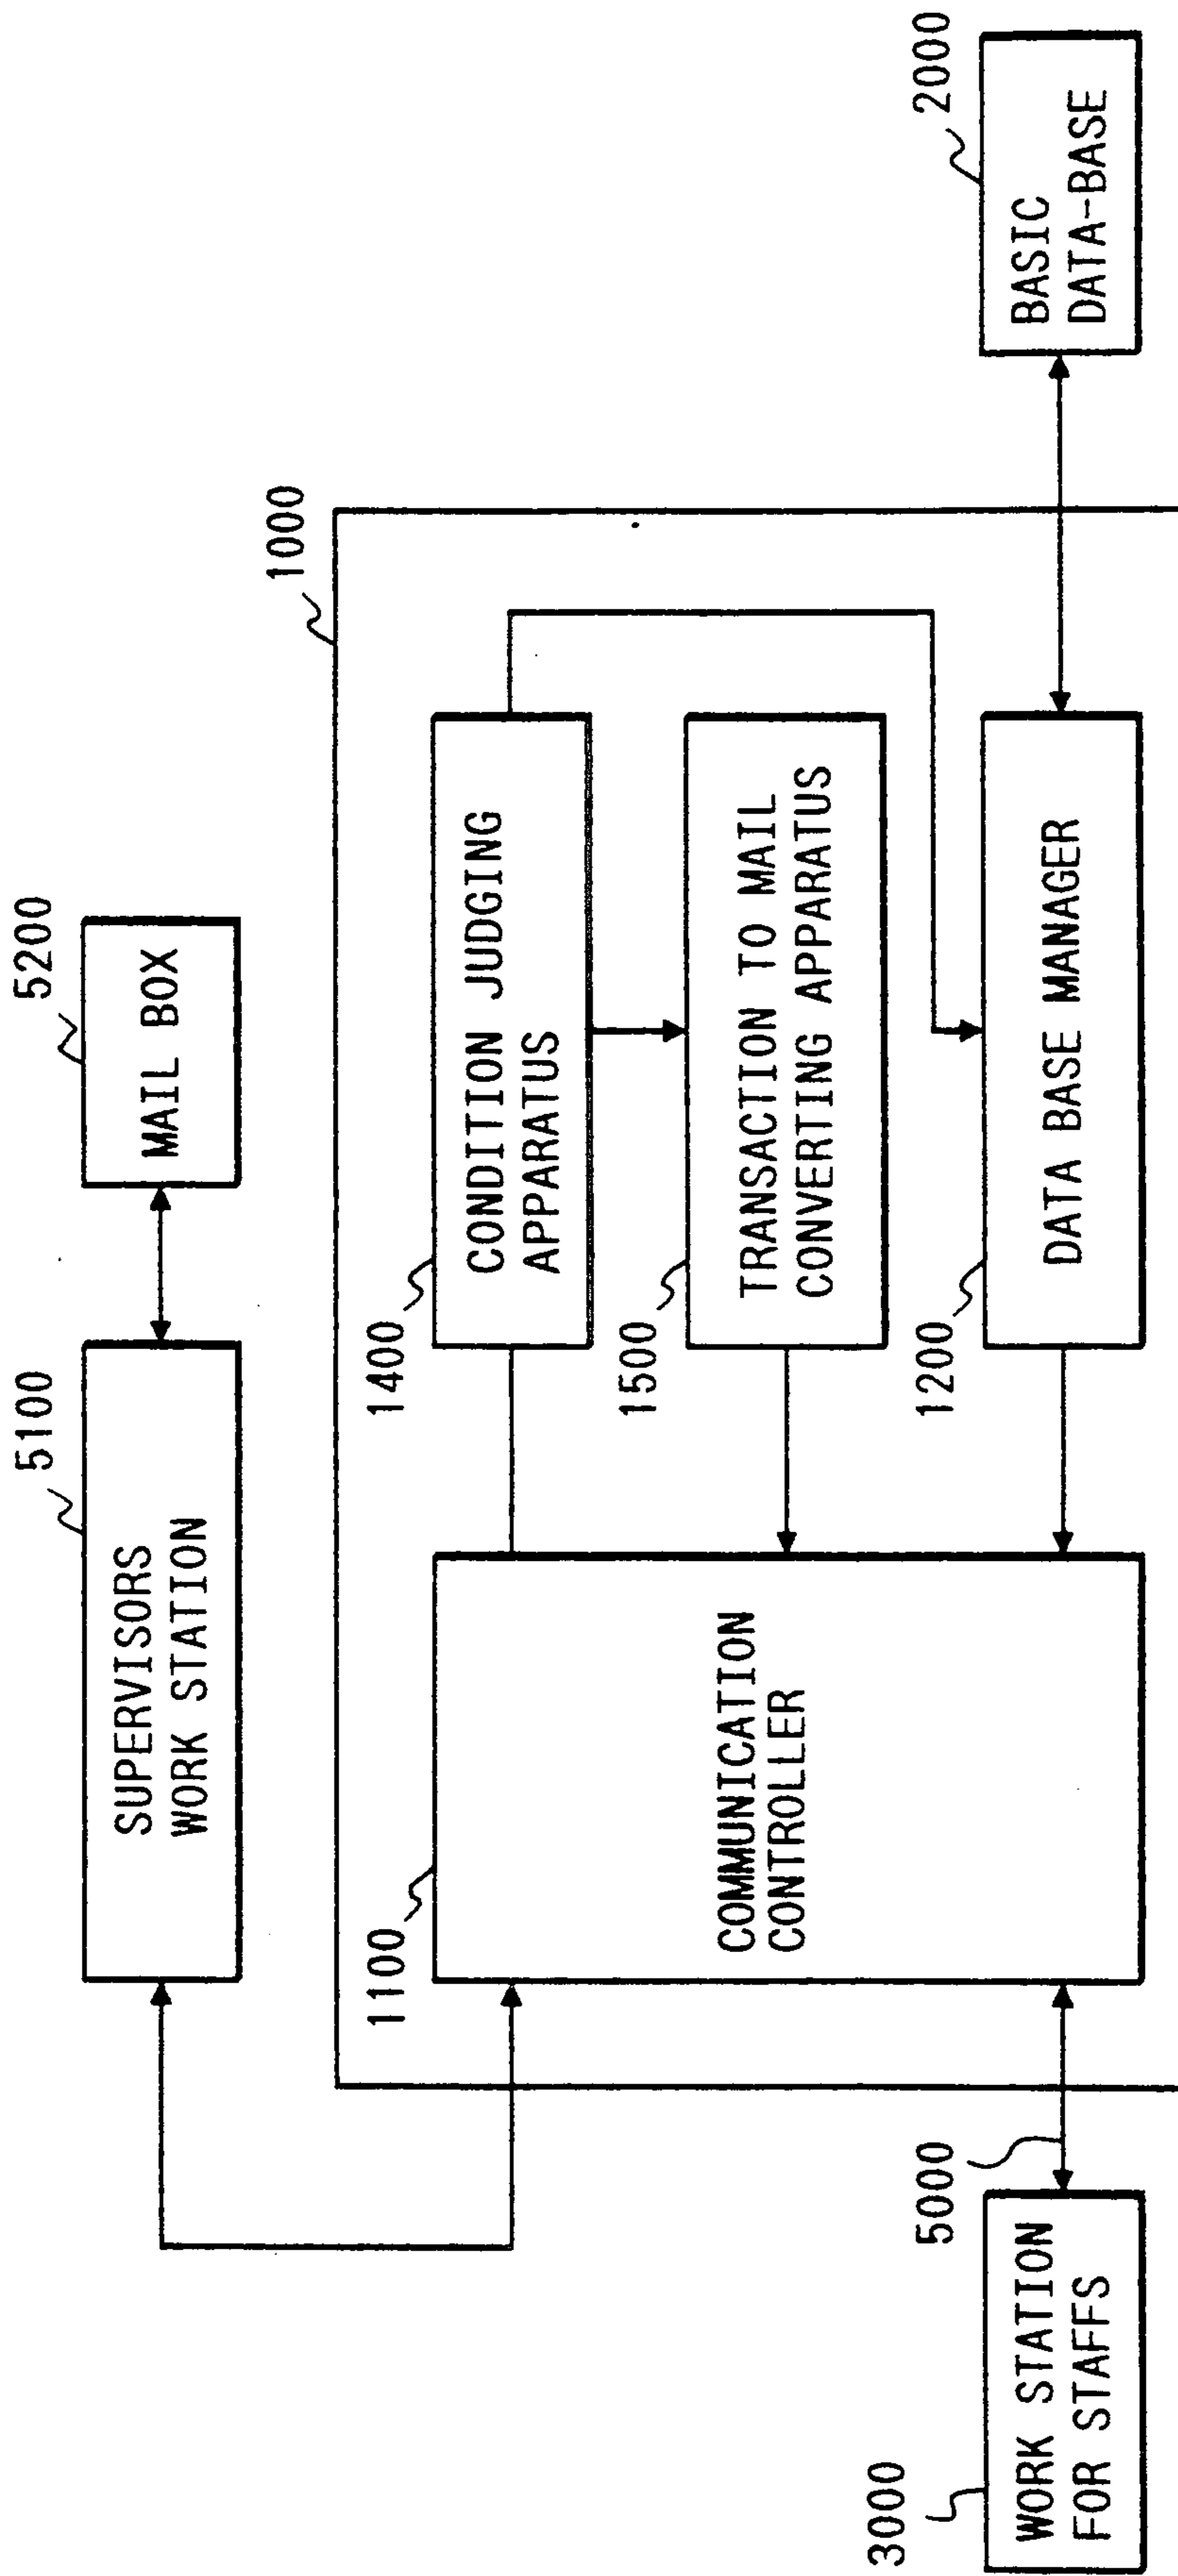 5100
SUPERVISORS
WORK STATION
5200
MAIL BOX
1000
1400
CONDITION JUDGING
APPARATUS
1100
COMMUNICATION
CONTROLLER
1500
TRANSACTION TO MAIL
CONVERTING APPARATUS
3000
WORK STATION
FOR STAFFS
5000
1200
DATA BASE MANAGER
2000
BASIC
DATA-BASE